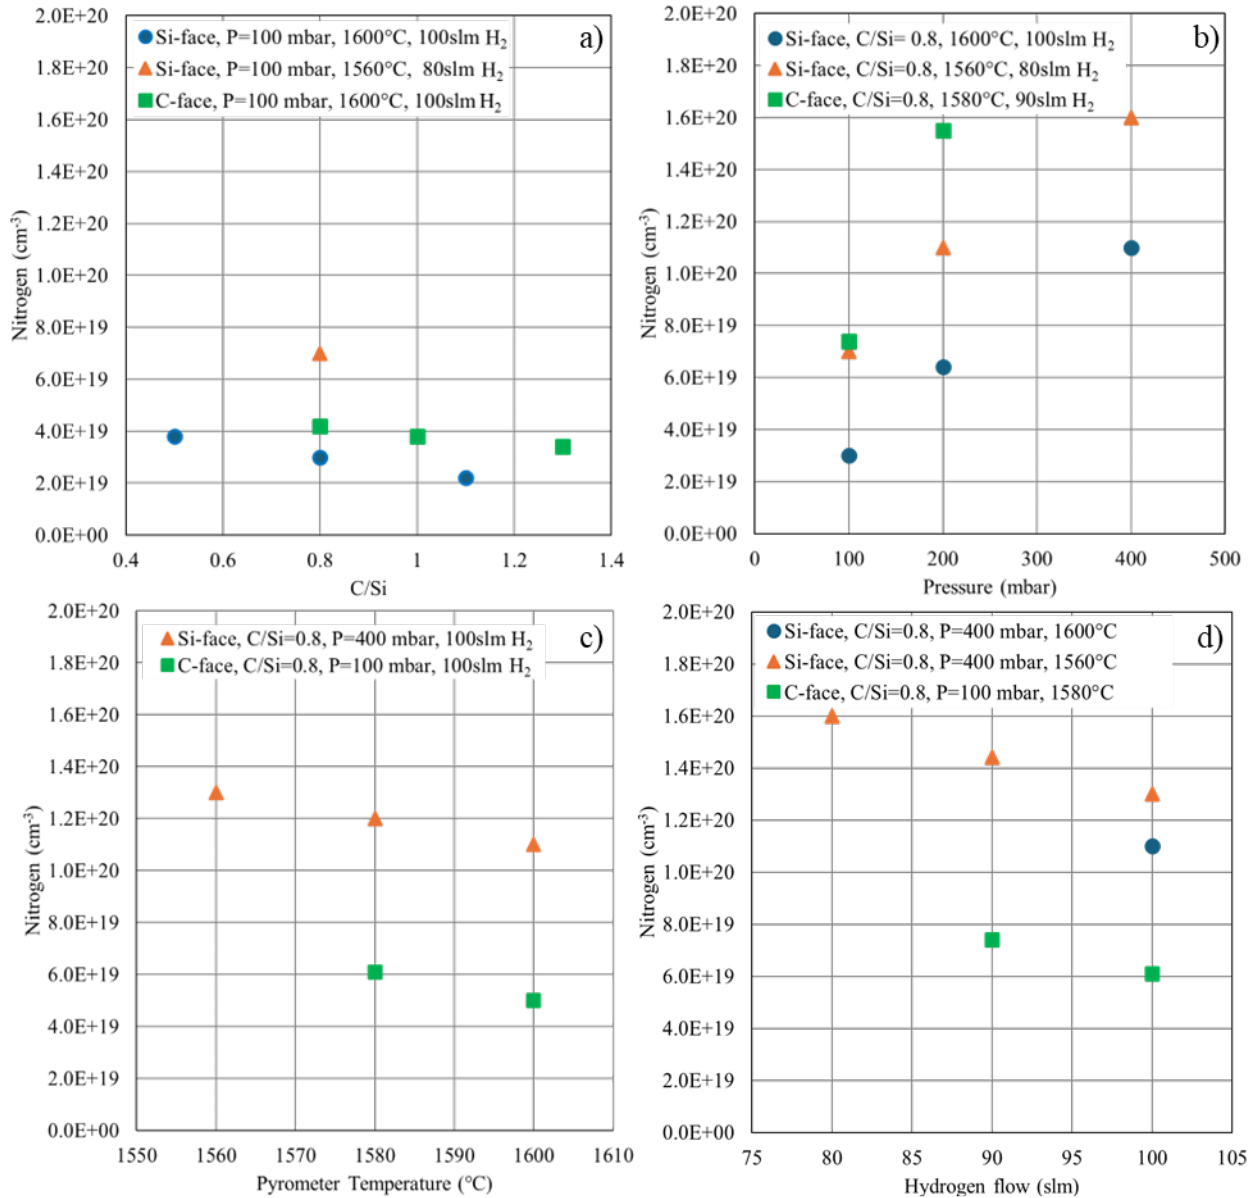 a)
Si-face, P=100 mbar, 1600°C, 100slm H₂
Si-face, P=100 mbar, 1560°C, 80slm H₂
C-face, P=100 mbar, 1600°C, 100slm H₂
2.0E+20
1.8E+20
1.6E+20
1.4E+20
1.2E+20
1.0E+20
8.0E+19
6.0E+19
4.0E+19
2.0E+19
0.0E+00
Nitrogen (cm⁻³)
0.4 0.6 0.8 1 1.2 1.4
C/Si
b)
Si-face, C/Si= 0.8, 1600°C, 100slm H₂
Si-face, C/Si=0.8, 1560°C, 80slm H₂
C-face, C/Si=0.8, 1580°C, 90slm H₂
2.0E+20
1.8E+20
1.6E+20
1.4E+20
1.2E+20
1.0E+20
8.0E+19
6.0E+19
4.0E+19
2.0E+19
0.0E+00
Nitrogen (cm⁻³)
0 100 200 300 400 500
Pressure (mbar)
c)
Si-face, C/Si=0.8, P=400 mbar, 100slm H₂
C-face, C/Si=0.8, P=100 mbar, 100slm H₂
2.0E+20
1.8E+20
1.6E+20
1.4E+20
1.2E+20
1.0E+20
8.0E+19
6.0E+19
4.0E+19
2.0E+19
0.0E+00
Nitrogen (cm⁻³)
1550 1560 1570 1580 1590 1600 1610
Pyrometer Temperature (°C)
d)
Si-face, C/Si=0.8, P=400 mbar, 1600°C
Si-face, C/Si=0.8, P=400 mbar, 1560°C
C-face, C/Si=0.8, P=100 mbar, 1580°C
2.0E+20
1.8E+20
1.6E+20
1.4E+20
1.2E+20
1.0E+20
8.0E+19
6.0E+19
4.0E+19
2.0E+19
0.0E+00
Nitrogen (cm⁻³)
75 80 85 90 95 100 105
Hydrogen flow (slm)